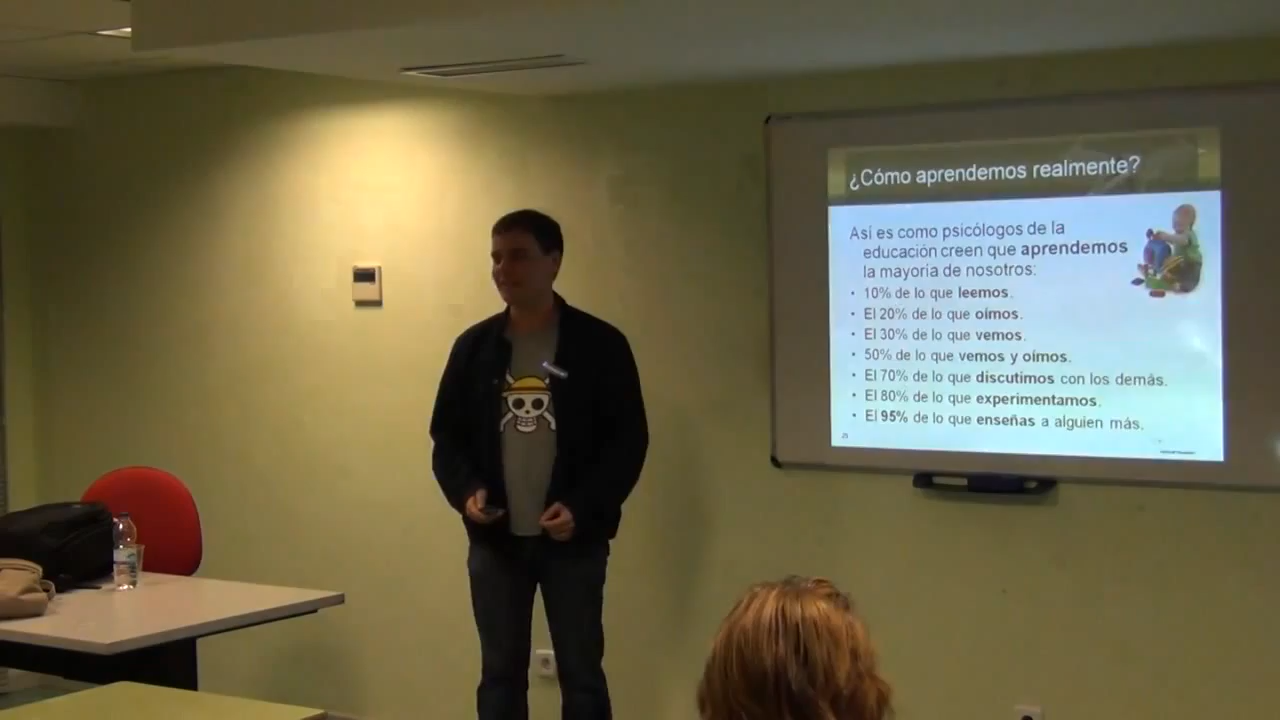 ¿Cómo aprendemos realmente?
Así es como psicólogos de la
educación creen que aprendemos
la mayoría de nosotros:
• 10% de lo que leemos.
• El 20% de lo que oímos.
• El 30% de lo que vemos.
• 50% de lo que vemos y oímos.
• El 70% de lo que discutimos con los demás.
• El 80% de lo que experimentamos.
• El 95% de lo que enseñas a alguien más.